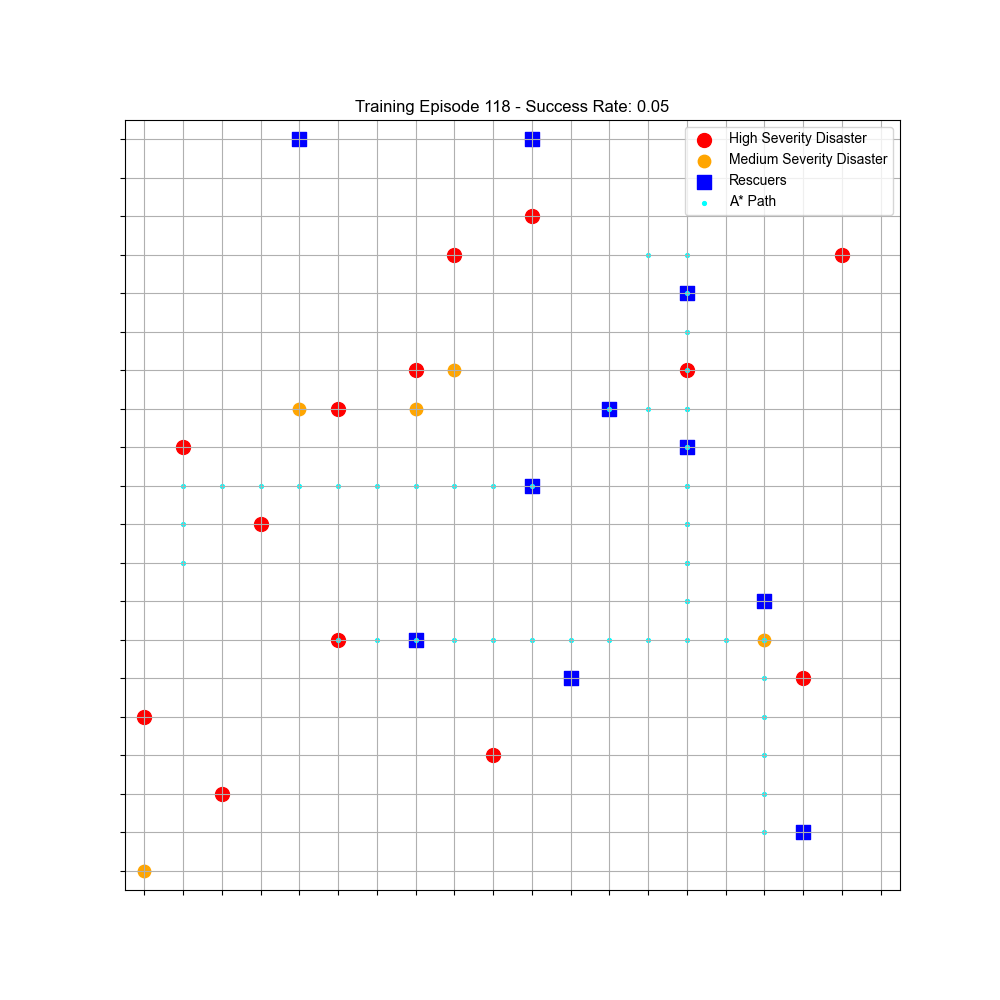 Training Episode 118 - Success Rate: 0.05
High Severity Disaster
Medium Severity Disaster
Rescuers
A* Path